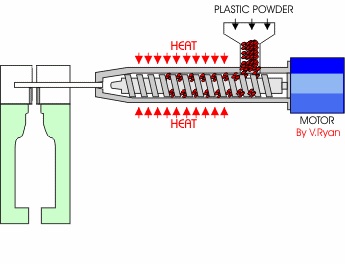 PLASTIC POWDER
HEAT
HEAT
MOTOR
By V.Ryan